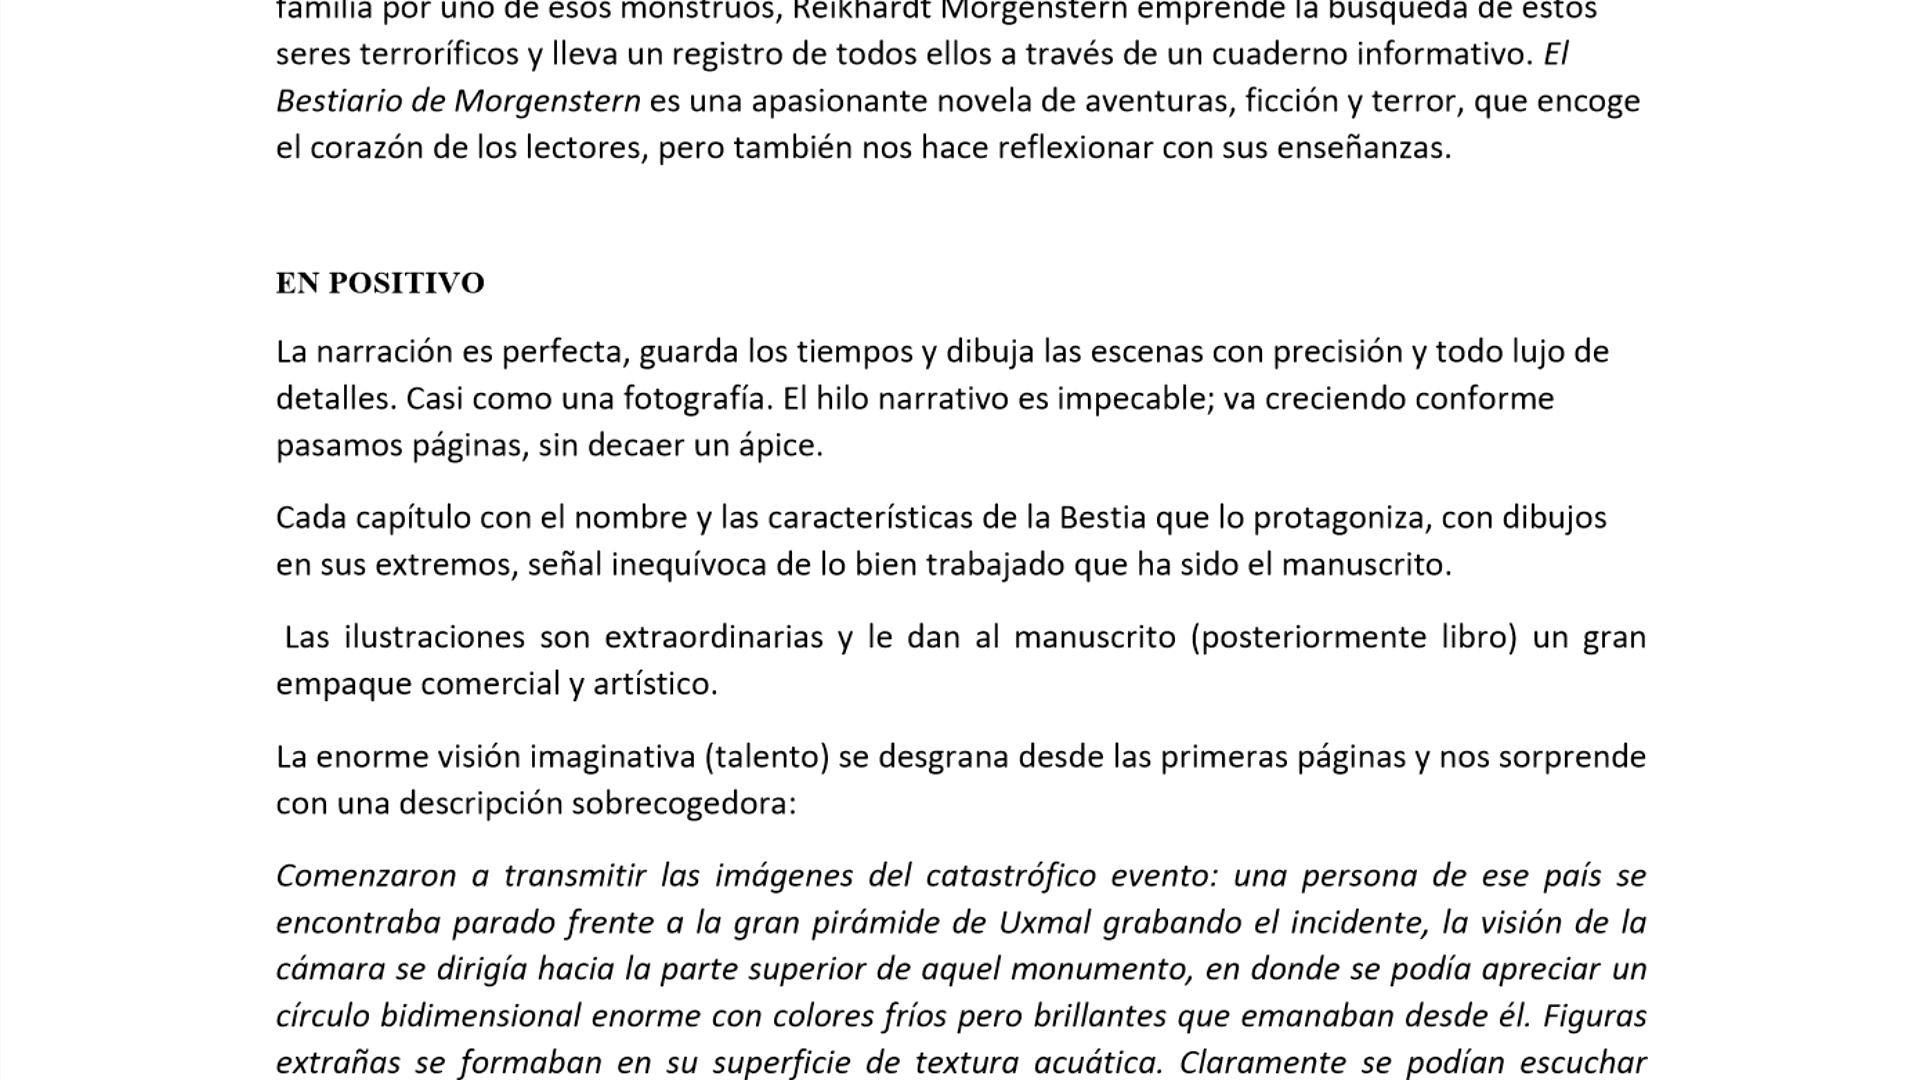 familia por uno de esos monstruos, Reikhardt Morgenstern emprende la búsqueda de estos
seres terroríficos y lleva un registro de todos ellos a través de un cuaderno informativo. El
Bestiario de Morgenstern es una apasionante novela de aventuras, ficción y terror, que encoge
el corazón de los lectores, pero también nos hace reflexionar con sus enseñanzas.
EN POSITIVO
La narración es perfecta, guarda los tiempos y dibuja las escenas con precisión y todo lujo de
detalles. Casi como una fotografía. El hilo narrativo es impecable; va creciendo conforme
pasamos páginas, sin decaer un ápice.
Cada capítulo con el nombre y las características de la Bestia que lo protagoniza, con dibujos
en sus extremos, señal inequívoca de lo bien trabajado que ha sido el manuscrito.
Las ilustraciones son extraordinarias y le dan al manuscrito (posteriormente libro) un gran
empaque comercial y artístico.
La enorme visión imaginativa (talento) se desgrana desde las primeras páginas y nos sorprende
con una descripción sobrecogedora:
Comenzaron a transmitir las imágenes del catastrófico evento: una persona de ese país se
encontraba parado frente a la gran pirámide de Uxmal grabando el incidente, la visión de la
cámara se dirigía hacia la parte superior de aquel monumento, en donde se podía apreciar un
círculo bidimensional enorme con colores fríos pero brillantes que emanaban desde él. Figuras
extrañas se formaban en su superficie de textura acuática. Claramente se podían escuchar